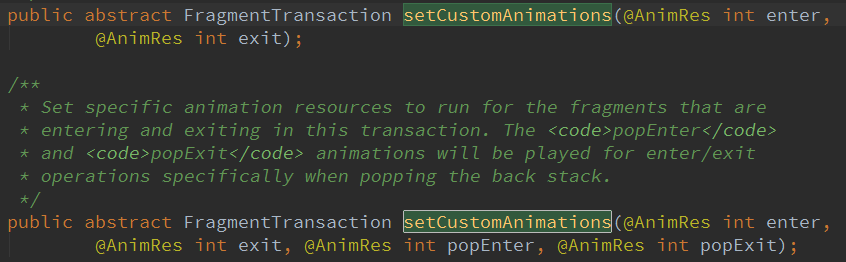 public abstract FragmentTransaction setCustomAnimations(@AnimRes int enter,
@AnimRes int exit);
/**
* Set specific animation resources to run for the fragments that are
* entering and exiting in this transaction. The <code>popEnter</code>
* and <code>popExit</code> animations will be played for enter/exit
* operations specifically when popping the back stack.
*/
public abstract FragmentTransaction setCustomAnimations(@AnimRes int enter,
@AnimRes int exit, @AnimRes int popEnter, @AnimRes int popExit);